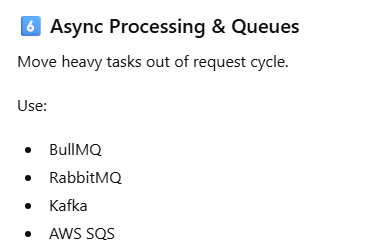 6️⃣ Async Processing & Queues
Move heavy tasks out of request cycle.
Use:
• BullMQ
• RabbitMQ
• Kafka
• AWS SQS